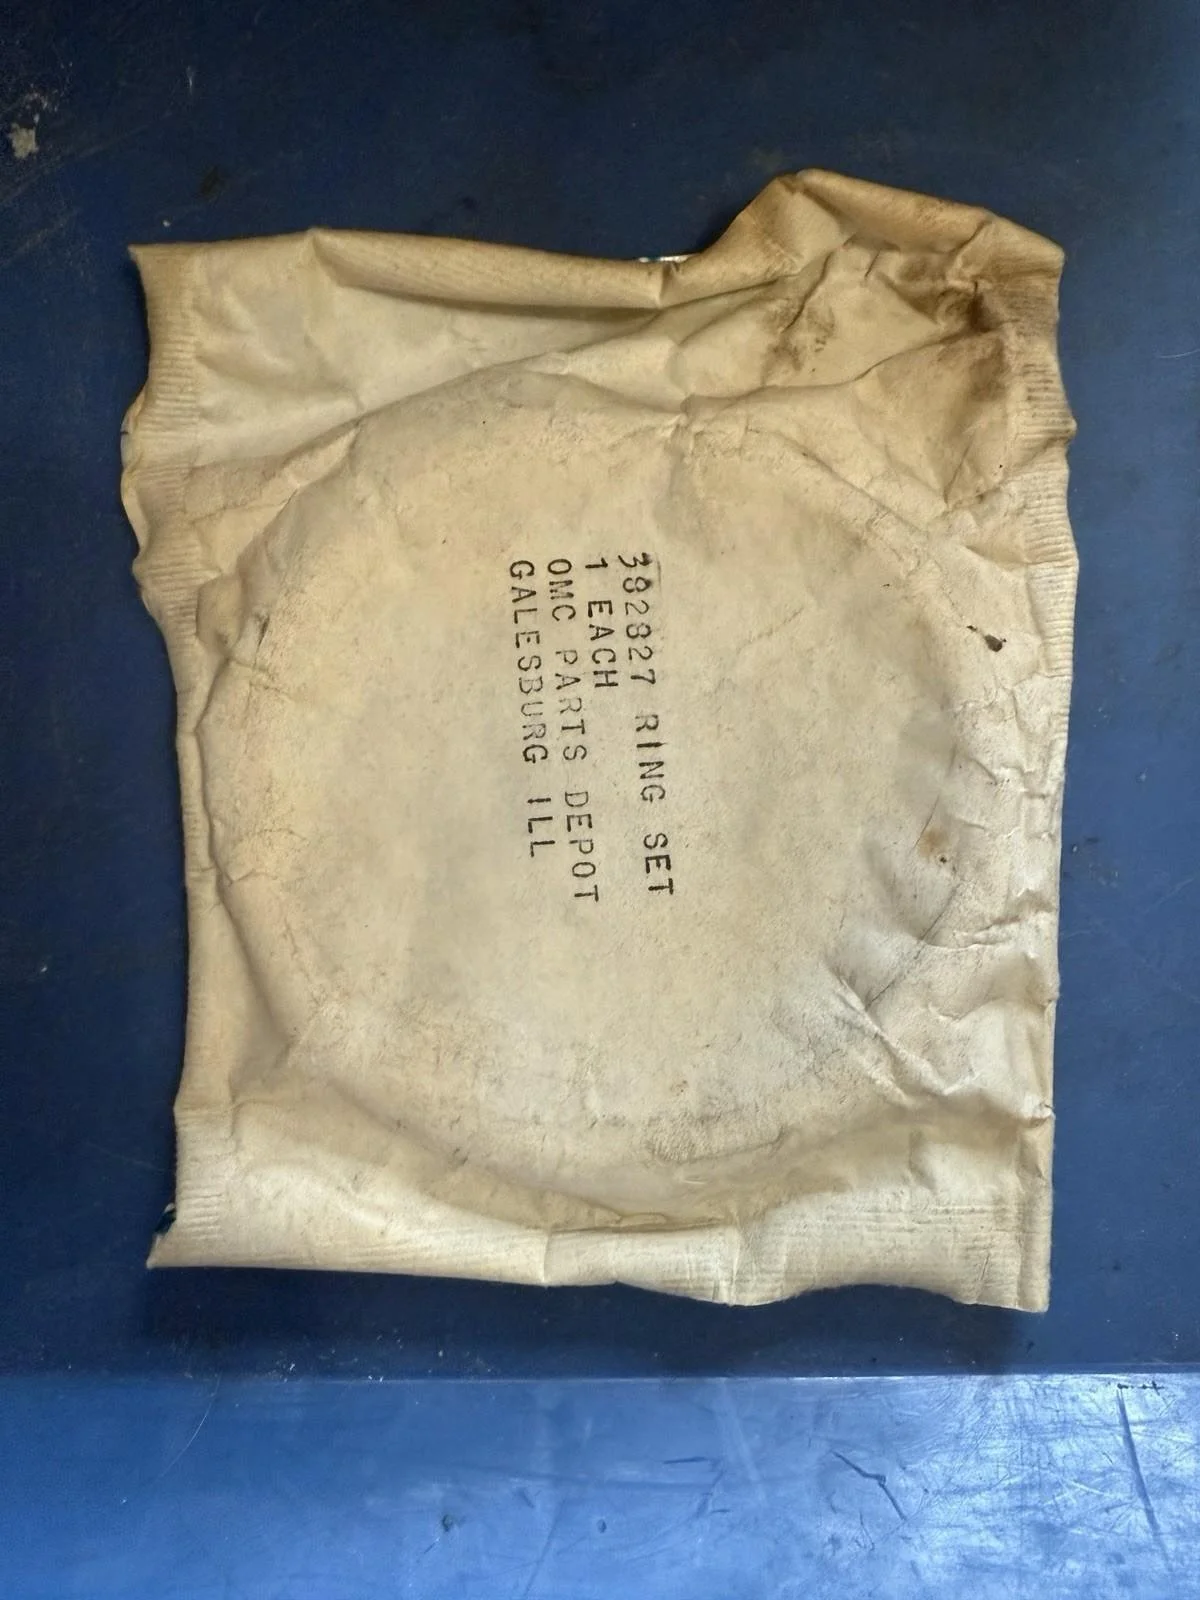 382827 RING SET
1 EACH
OMC PARTS DEPOT
GALESBURG ILL